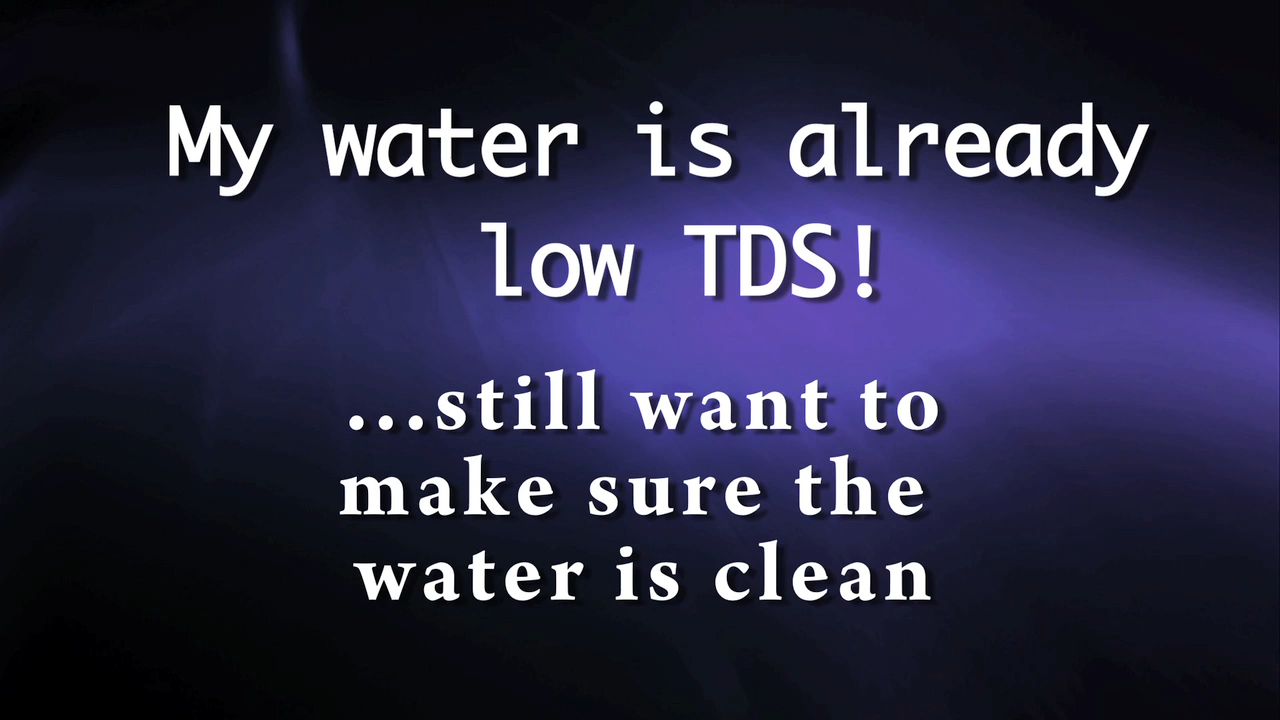 My water is already
low TDS!
...still want to
make sure the
water is clean